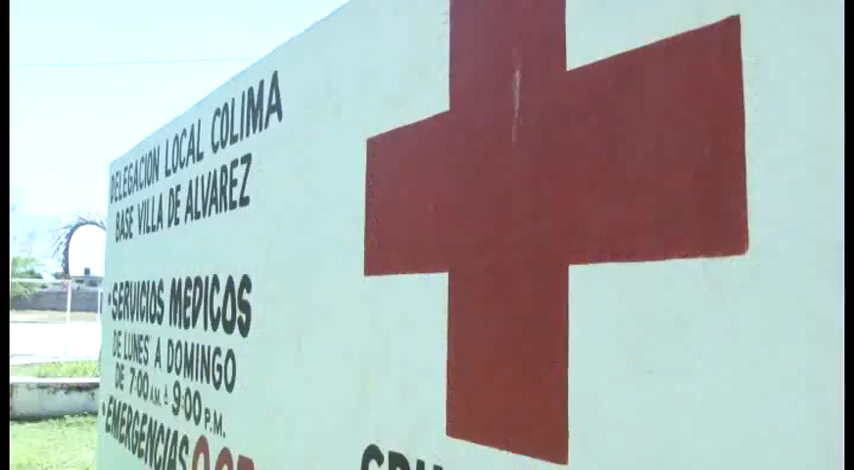 DELEGACION LOCAL COLIMA
BASE VILLA DE ALVAREZ
•SERVICIOS MEDICOS
DE LUNES A DOMINGO
DE 7:00 A.M. A 9:00 P.M.
•EMERGENCIAS